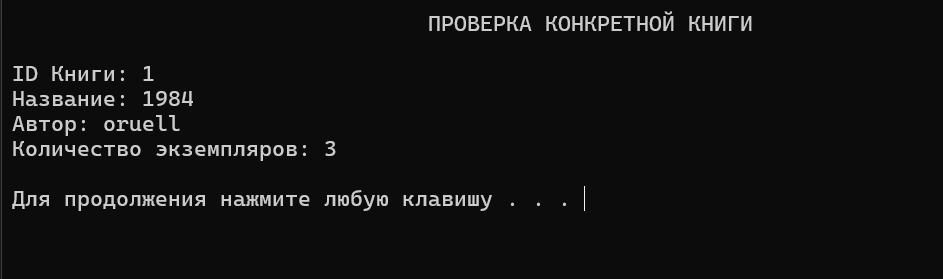 ПРОВЕРКА КОНКРЕТНОЙ КНИГИ
ID Книги: 1
Название: 1984
Автор: oruell
Количество экземпляров: 3
Для продолжения нажмите любую клавишу . . .